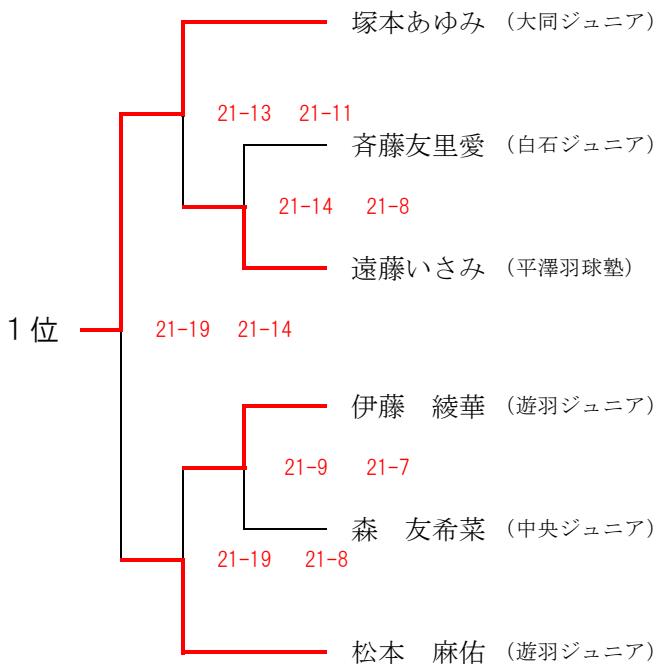 塚本あゆみ （大同ジュニア）
21-13 21-11
斉藤友里愛 （白石ジュニア）
21-14 21-8
遠藤いさみ （平澤羽球塾）
1位 21-19 21-14
伊藤　綾華 （遊羽ジュニア）
21-9 21-7
森　友希菜 （中央ジュニア）
21-19 21-8
松本　麻佑 （遊羽ジュニア）